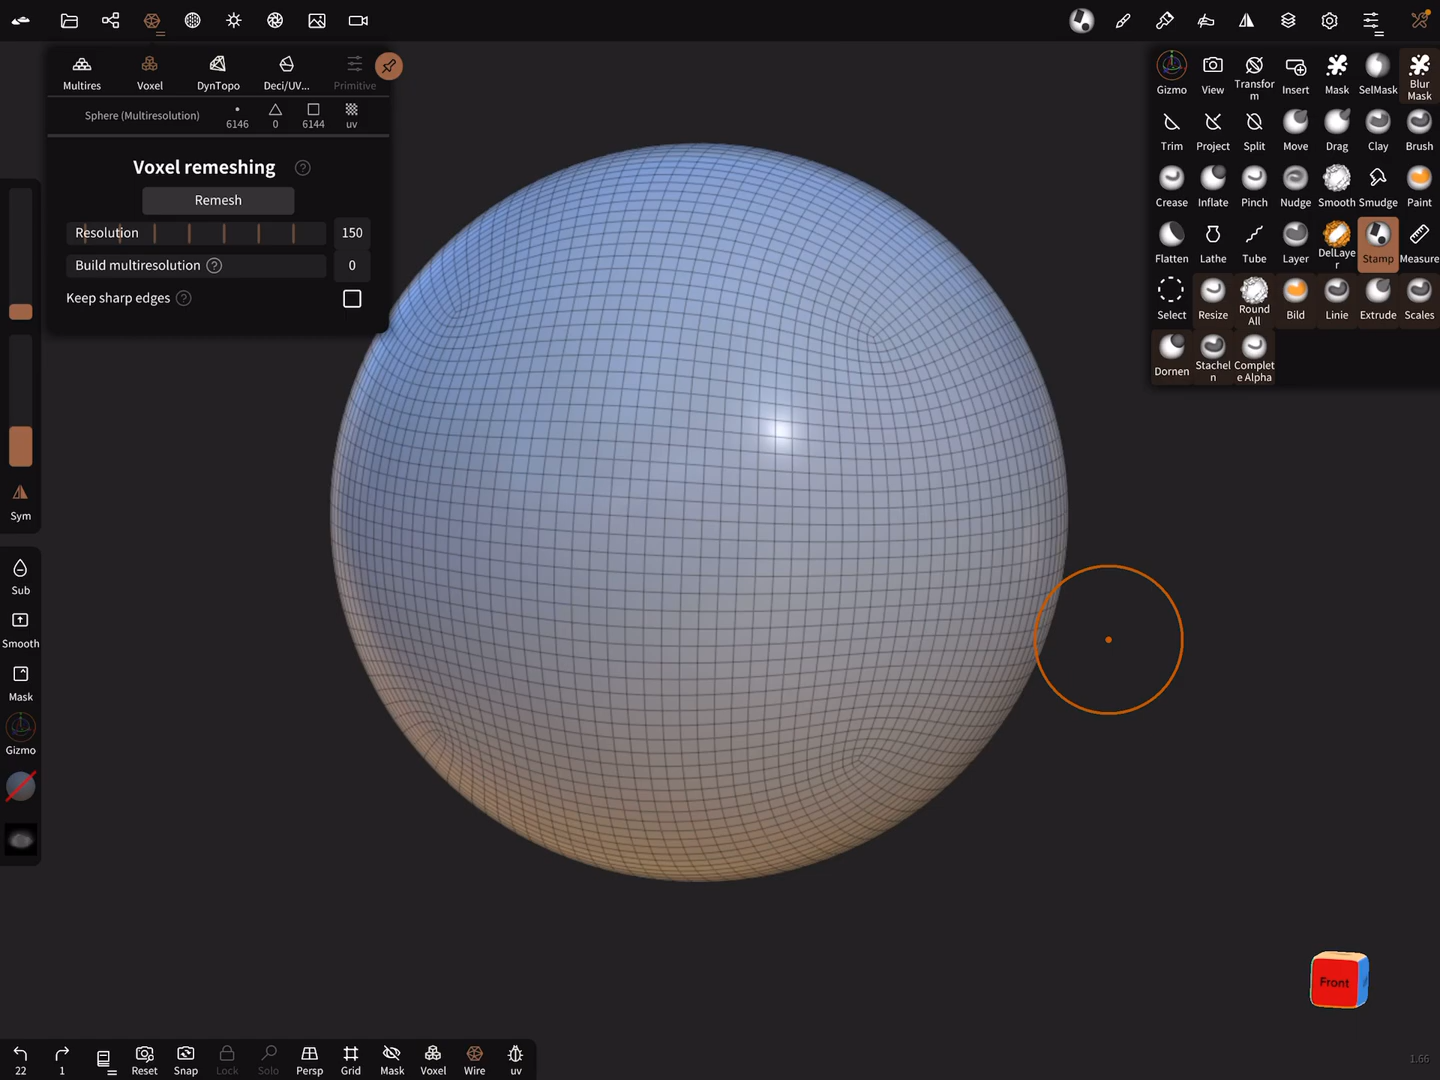 Multires
Voxel
DynTopo
Deci/UV...
Primitive
Sphere (Multiresolution)
6146
0
6144
uv
Voxel remeshing ?
Remesh
Resolution 150
Build multiresolution ? 0
Keep sharp edges ?
Sym
Sub
Smooth
Mask
Gizmo
Gizmo
View
Transfor
m
Insert
Mask
SelMask
Blur
Mask
Trim
Project
Split
Move
Drag
Clay
Brush
Crease
Inflate
Pinch
Nudge
Smooth
Smudge
Paint
Flatten
Lathe
Tube
Layer
DelLaye
r
Stamp
Measure
Select
Resize
Round
All
Bild
Linie
Extrude
Scales
Dornen
Stachel
n
Complet
e Alpha
Front
22
1
Reset
Snap
Lock
Solo
Persp
Grid
Mask
Voxel
Wire
uv
1.66